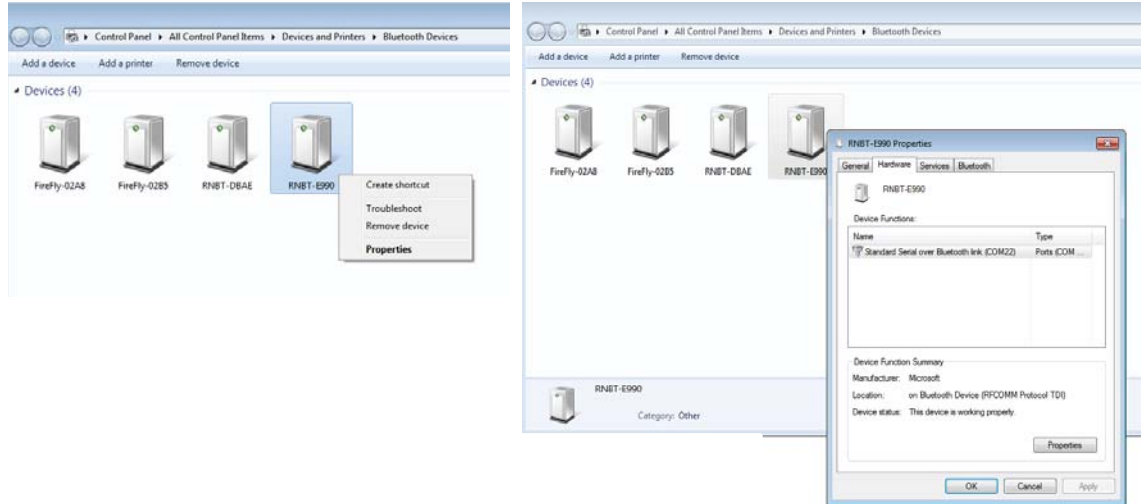 Control Panel ▸ All Control Panel Items ▸ Devices and Printers ▸ Bluetooth Devices
Add a device Add a printer Remove device
Devices (4)
FireFly-02A8 FireFly-02B5 RNBT-DBAE RNBT-E990
Create shortcut
Troubleshoot
Remove device
Properties
Control Panel ▸ All Control Panel Items ▸ Devices and Printers ▸ Bluetooth Devices
Add a device Add a printer Remove device
Devices (4)
FireFly-02A8 FireFly-02B5 RNBT-DBAE RNBT-E990
RNBT-E990
Category: Other
RNBT-E990 Properties
General Hardware Services Bluetooth
RNBT-E990
Device Functions:
Name Type
Standard Serial over Bluetooth link (COM22) Ports (COM ...
Device Function Summary
Manufacturer: Microsoft
Location: on Bluetooth Device (RFCOMM Protocol TDI)
Device status: This device is working properly.
Properties
OK Cancel Apply